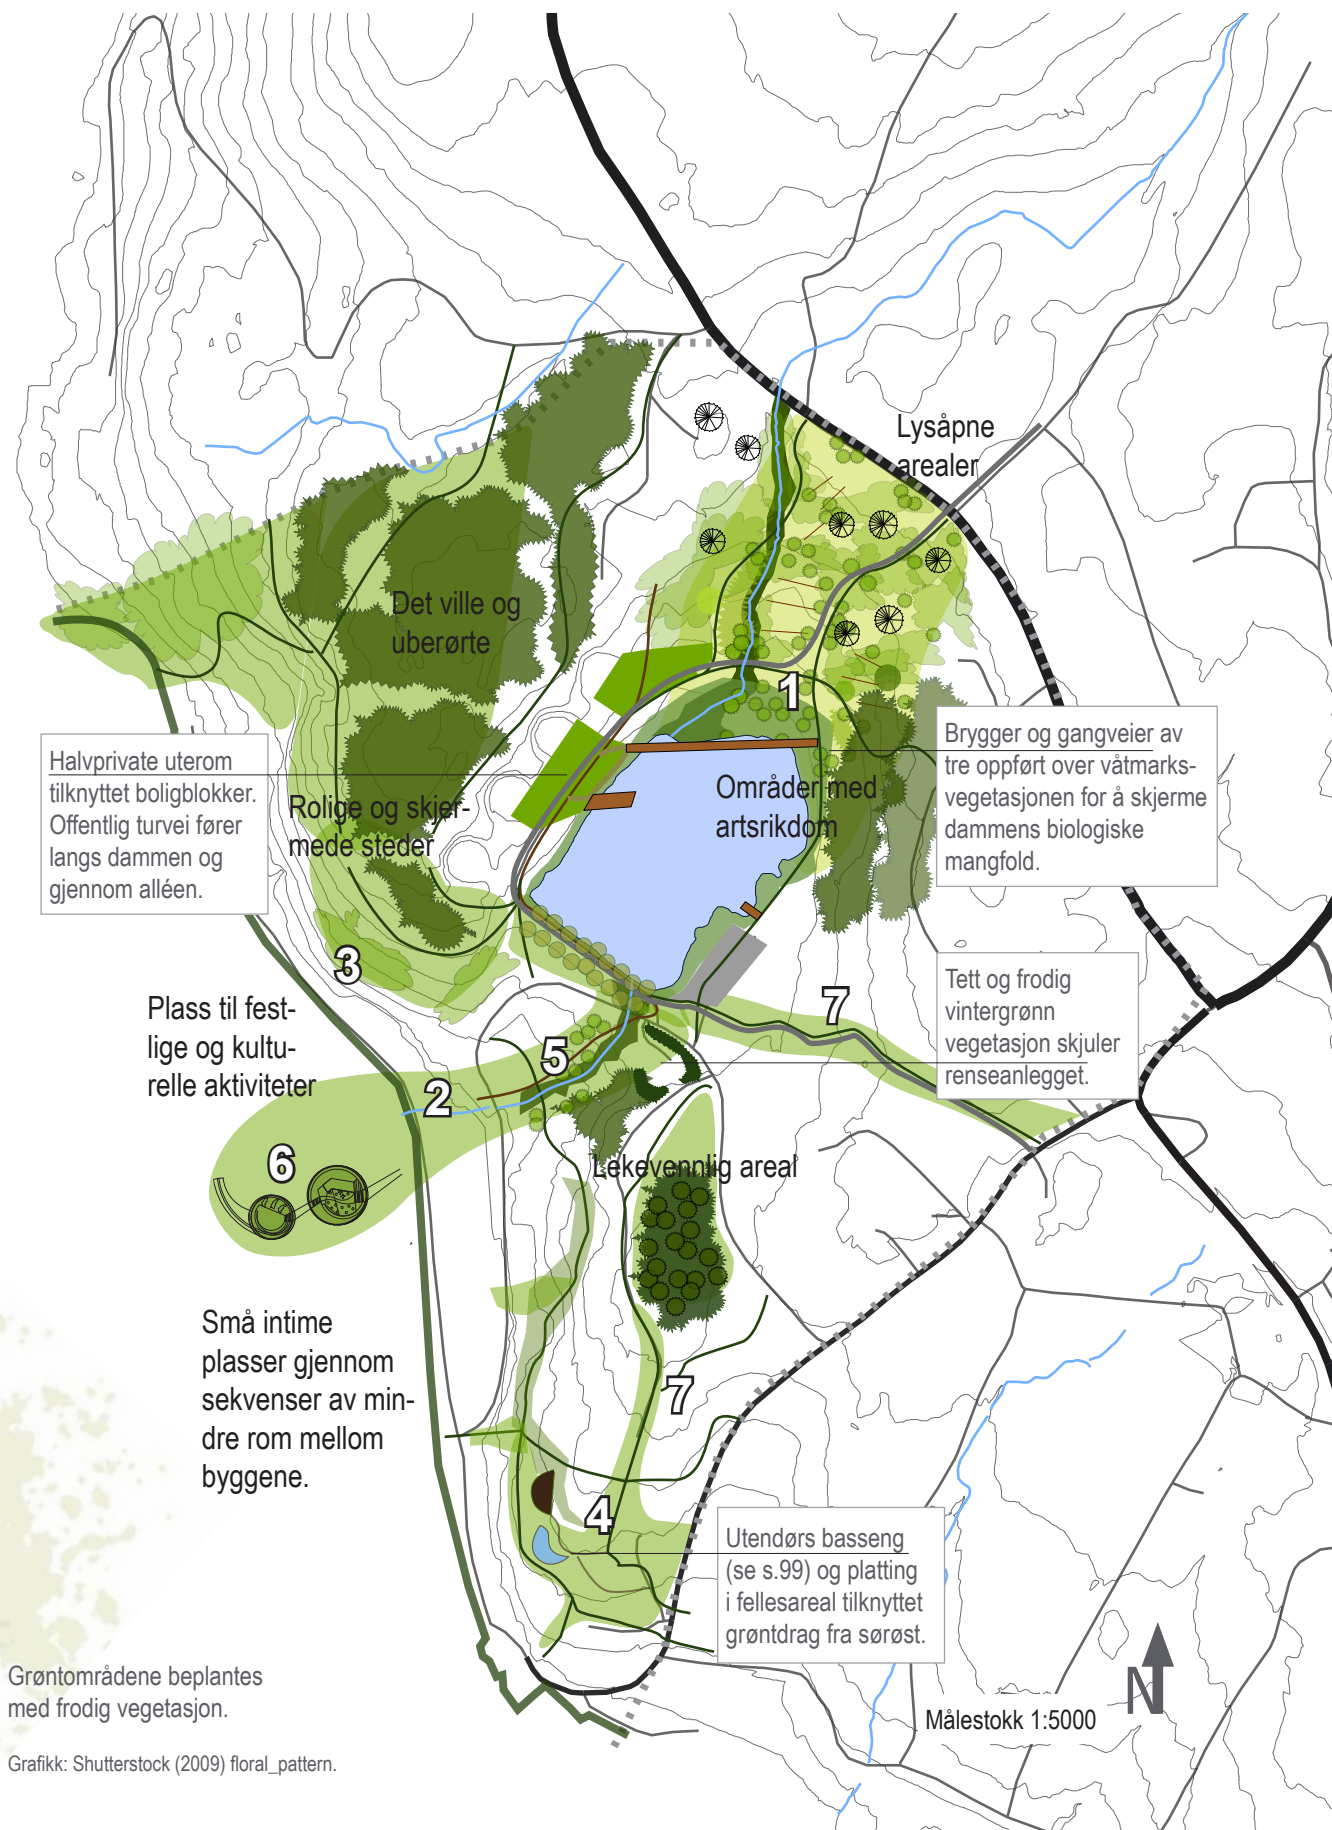 Lysåpne
arealer
Det ville og
uberørte
1
Brygger og gangveier av
tre oppført over våtmarks-
vegetasjonen for å skjerme
dammens biologiske
mangfold.
Halvprivate uterom
tilknyttet boligblokker.
Offentlig turvei fører
langs dammen og
gjennom alléen.
Rolige og skjer-
mede steder
Områder med
artsrikdom
3
Tett og frodig
vintergrønn
vegetasjon skjuler
renseanlegget.
7
Plass til fest-
lige og kultu-
relle aktiviteter
5
2
6
Lekevennlig areal
Små intime
plasser gjennom
sekvenser av min-
dre rom mellom
byggene.
7
4
Utendørs basseng
(se s.99) og platting
i fellesareal tilknyttet
grøntdrag fra sørøst.
Grøntområdene beplantes
med frodig vegetasjon.
N
Målestokk 1:5000
Grafikk: Shutterstock (2009) floral_pattern.